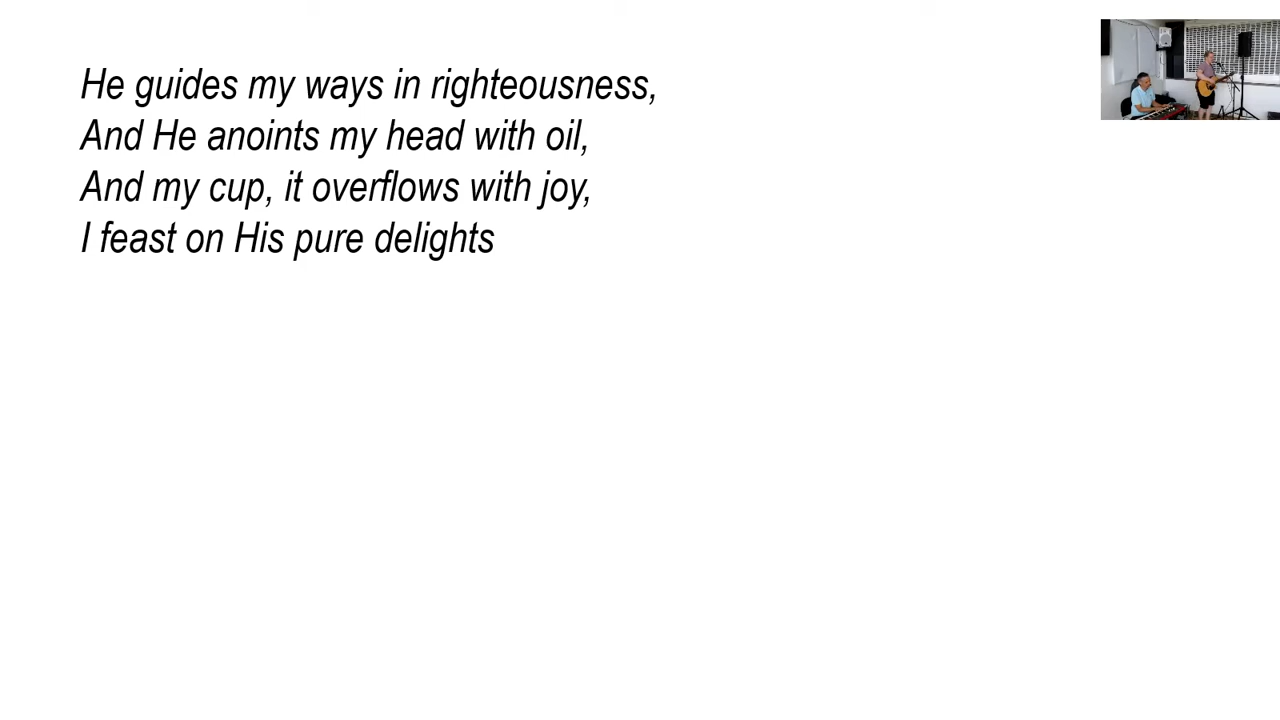 He guides my ways in righteousness,
And He anoints my head with oil,
And my cup, it overflows with joy,
I feast on His pure delights